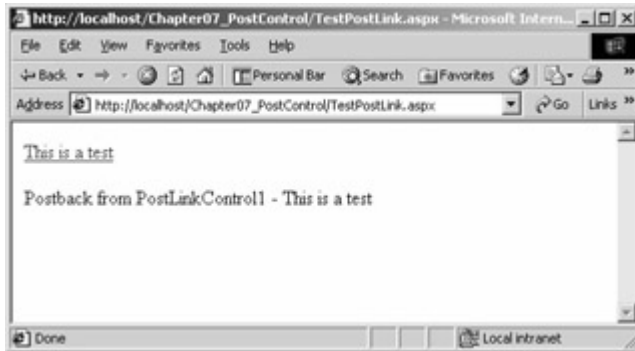 http://localhost/Chapter07_PostControl/TestPostLink.aspx - Microsoft Intern...
File Edit View Favorites Tools Help
Back Personal Bar Search Favorites »
Address http://localhost/Chapter07_PostControl/TestPostLink.aspx Go Links »
This is a test
Postback from PostLinkControl1 - This is a test
Done Local intranet